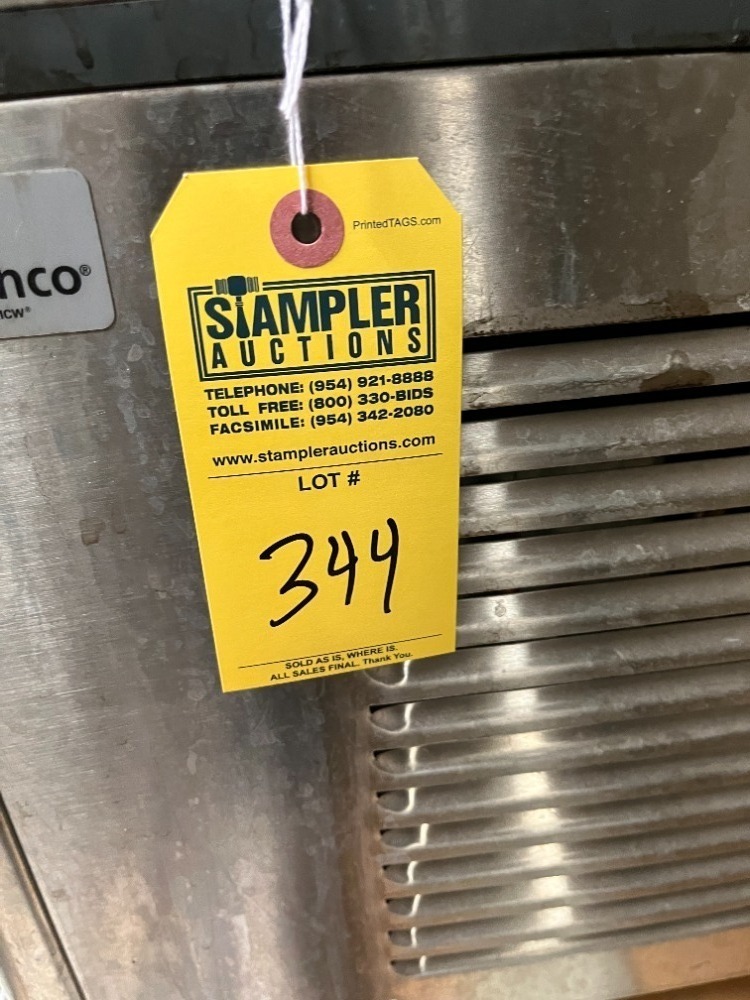 PrintedTAGS.com
STAMPLER
AUCTIONS
TELEPHONE: (954) 921-8888
TOLL FREE: (800) 330-BIDS
FACSIMILE: (954) 342-2080
www.stamplerauctions.com
LOT #
344
SOLD AS IS, WHERE IS.
ALL SALES FINAL. Thank You.
nco®